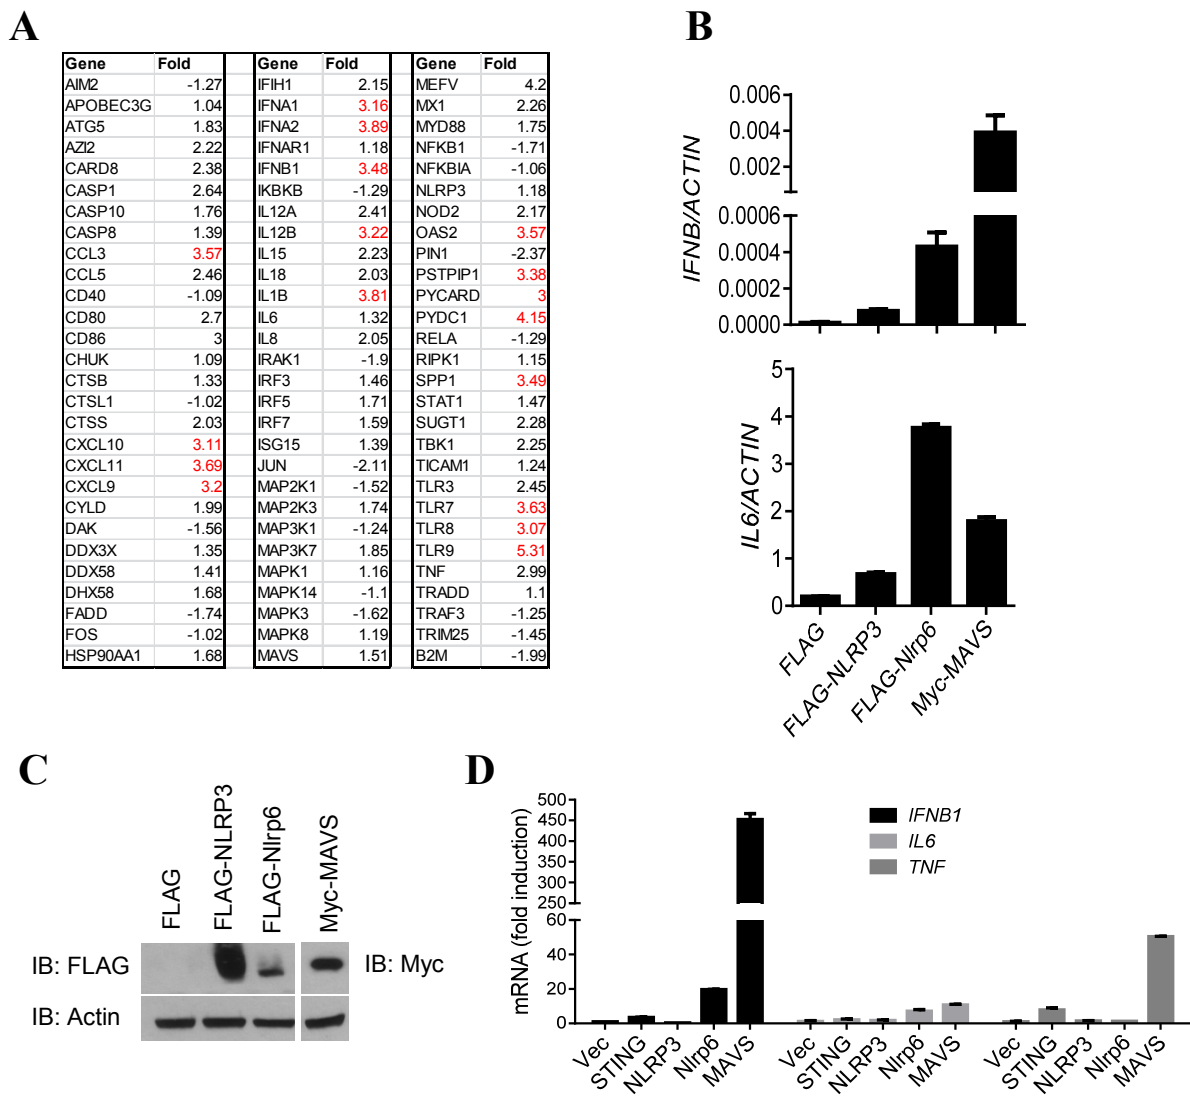 A
Gene Fold Gene Fold Gene Fold
AIM2 -1.27 IFIH1 2.15 MEFV 4.2
APOBEC3G 1.04 IFNA1 3.16 MX1 2.26
ATG5 1.83 IFNA2 3.89 MYD88 1.75
AZI2 2.22 IFNAR1 1.18 NFKB1 -1.71
CARD8 2.38 IFNB1 3.48 NFKBIA -1.06
CASP1 2.64 IKBKB -1.29 NLRP3 1.18
CASP10 1.76 IL12A 2.41 NOD2 2.17
CASP8 1.39 IL12B 3.22 OAS2 3.57
CCL3 3.57 IL15 2.23 PIN1 -2.37
CCL5 2.46 IL18 2.03 PSTPIP1 3.38
CD40 -1.09 IL1B 3.81 PYCARD 3
CD80 2.7 IL6 1.32 PYDC1 4.15
CD86 3 IL8 2.05 RELA -1.29
CHUK 1.09 IRAK1 -1.9 RIPK1 1.15
CTSB 1.33 IRF3 1.46 SPP1 3.49
CTSL1 -1.02 IRF5 1.71 STAT1 1.47
CTSS 2.03 IRF7 1.59 SUGT1 2.28
CXCL10 3.11 ISG15 1.39 TBK1 2.25
CXCL11 3.69 JUN -2.11 TICAM1 1.24
CXCL9 3.2 MAP2K1 -1.52 TLR3 2.45
CYLD 1.99 MAP2K3 1.74 TLR7 3.63
DAK -1.56 MAP3K1 -1.24 TLR8 3.07
DDX3X 1.35 MAP3K7 1.85 TLR9 5.31
DDX58 1.41 MAPK1 1.16 TNF 2.99
DHX58 1.68 MAPK14 -1.1 TRADD 1.1
FADD -1.74 MAPK3 -1.62 TRAF3 -1.25
FOS -1.02 MAPK8 1.19 TRIM25 -1.45
HSP90AA1 1.68 MAVS 1.51 B2M -1.99
B
IFNB/ACTIN
0.006
0.004
0.002
0.0006
0.0004
0.0002
0.0000
IL6/ACTIN
5
4
3
2
1
0
FLAG
FLAG-NLRP3
FLAG-Nlrp6
Myc-MAVS
C
FLAG
FLAG-NLRP3
FLAG-Nlrp6
Myc-MAVS
IB: FLAG
IB: Myc
IB: Actin
D
mRNA (fold induction)
500
450
400
350
300
250
60
40
20
0
IFNB1
IL6
TNF
Vec STING NLRP3 Nlrp6 MAVS Vec STING NLRP3 Nlrp6 MAVS Vec STING NLRP3 Nlrp6 MAVS